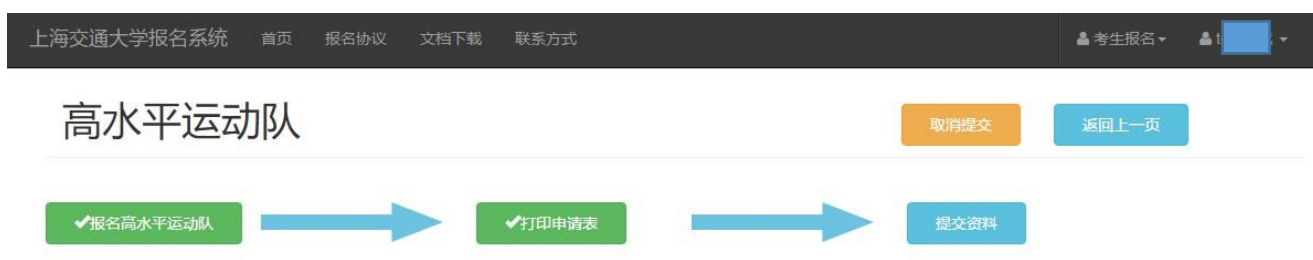 上海交通大学报名系统 首页 报名协议 文档下载 联系方式 考生报名 t
高水平运动队 取消提交 返回上一页
报名高水平运动队 打印申请表 提交资料